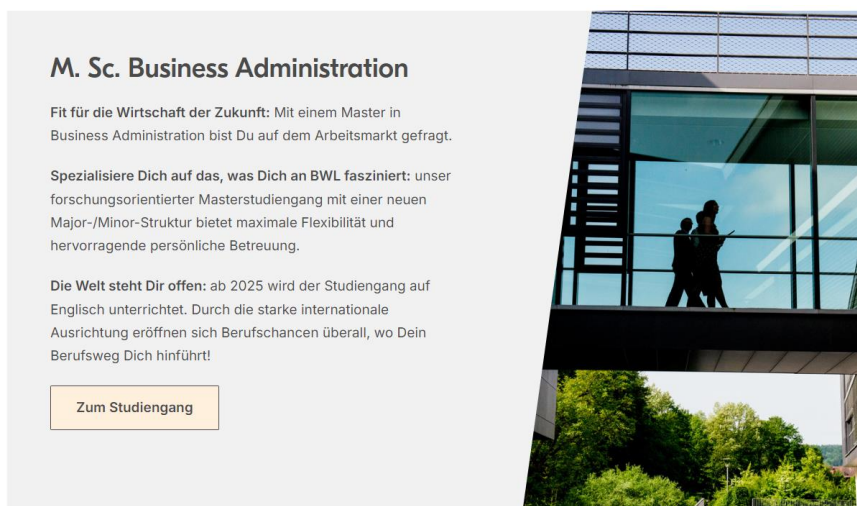 M. Sc. Business Administration
Fit für die Wirtschaft der Zukunft: Mit einem Master in
Business Administration bist Du auf dem Arbeitsmarkt gefragt.
Spezialisiere Dich auf das, was Dich an BWL fasziniert: unser
forschungsorientierter Masterstudiengang mit einer neuen
Major-/Minor-Struktur bietet maximale Flexibilität und
hervorragende persönliche Betreuung.
Die Welt steht Dir offen: ab 2025 wird der Studiengang auf
Englisch unterrichtet. Durch die starke internationale
Ausrichtung eröffnen sich Berufschancen überall, wo Dein
Berufsweg Dich hinführt!
Zum Studiengang